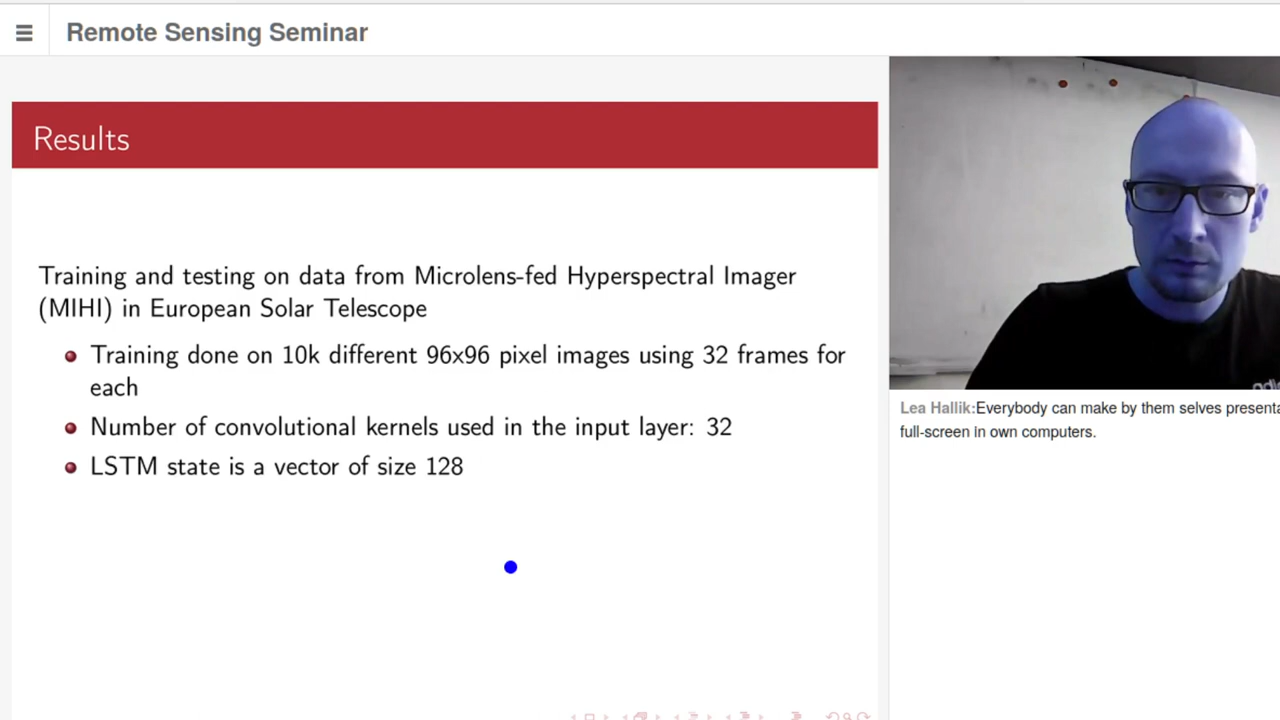 Remote Sensing Seminar
Results
Training and testing on data from Microlens-fed Hyperspectral Imager
(MIHI) in European Solar Telescope
Training done on 10k different 96x96 pixel images using 32 frames for
each
Number of convolutional kernels used in the input layer: 32
LSTM state is a vector of size 128
Lea Hallik:Everybody can make by them selves
full-screen in own computers.